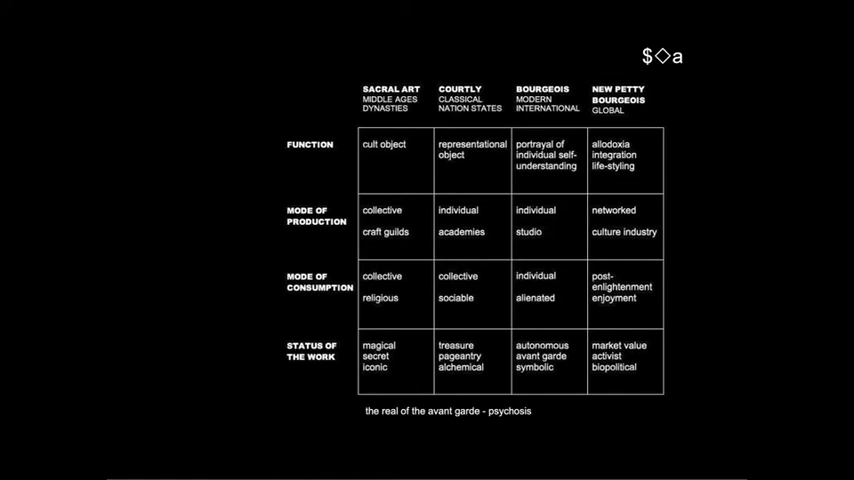 $◇a
SACRAL ART COURTLY BOURGEOIS NEW PETTY
MIDDLE AGES CLASSICAL MODERN BOURGEOIS
DYNASTIES NATION STATES INTERNATIONAL GLOBAL
FUNCTION cult object representational portrayal of allodoxia
object individual self- integration
understanding life-styling
MODE OF collective individual individual networked
PRODUCTION
craft guilds academies studio culture industry
MODE OF collective collective individual post-
CONSUMPTION enlightenment
religious sociable alienated enjoyment
STATUS OF magical treasure autonomous market value
THE WORK secret pageantry avant garde activist
iconic alchemical symbolic biopolitical
the real of the avant garde - psychosis